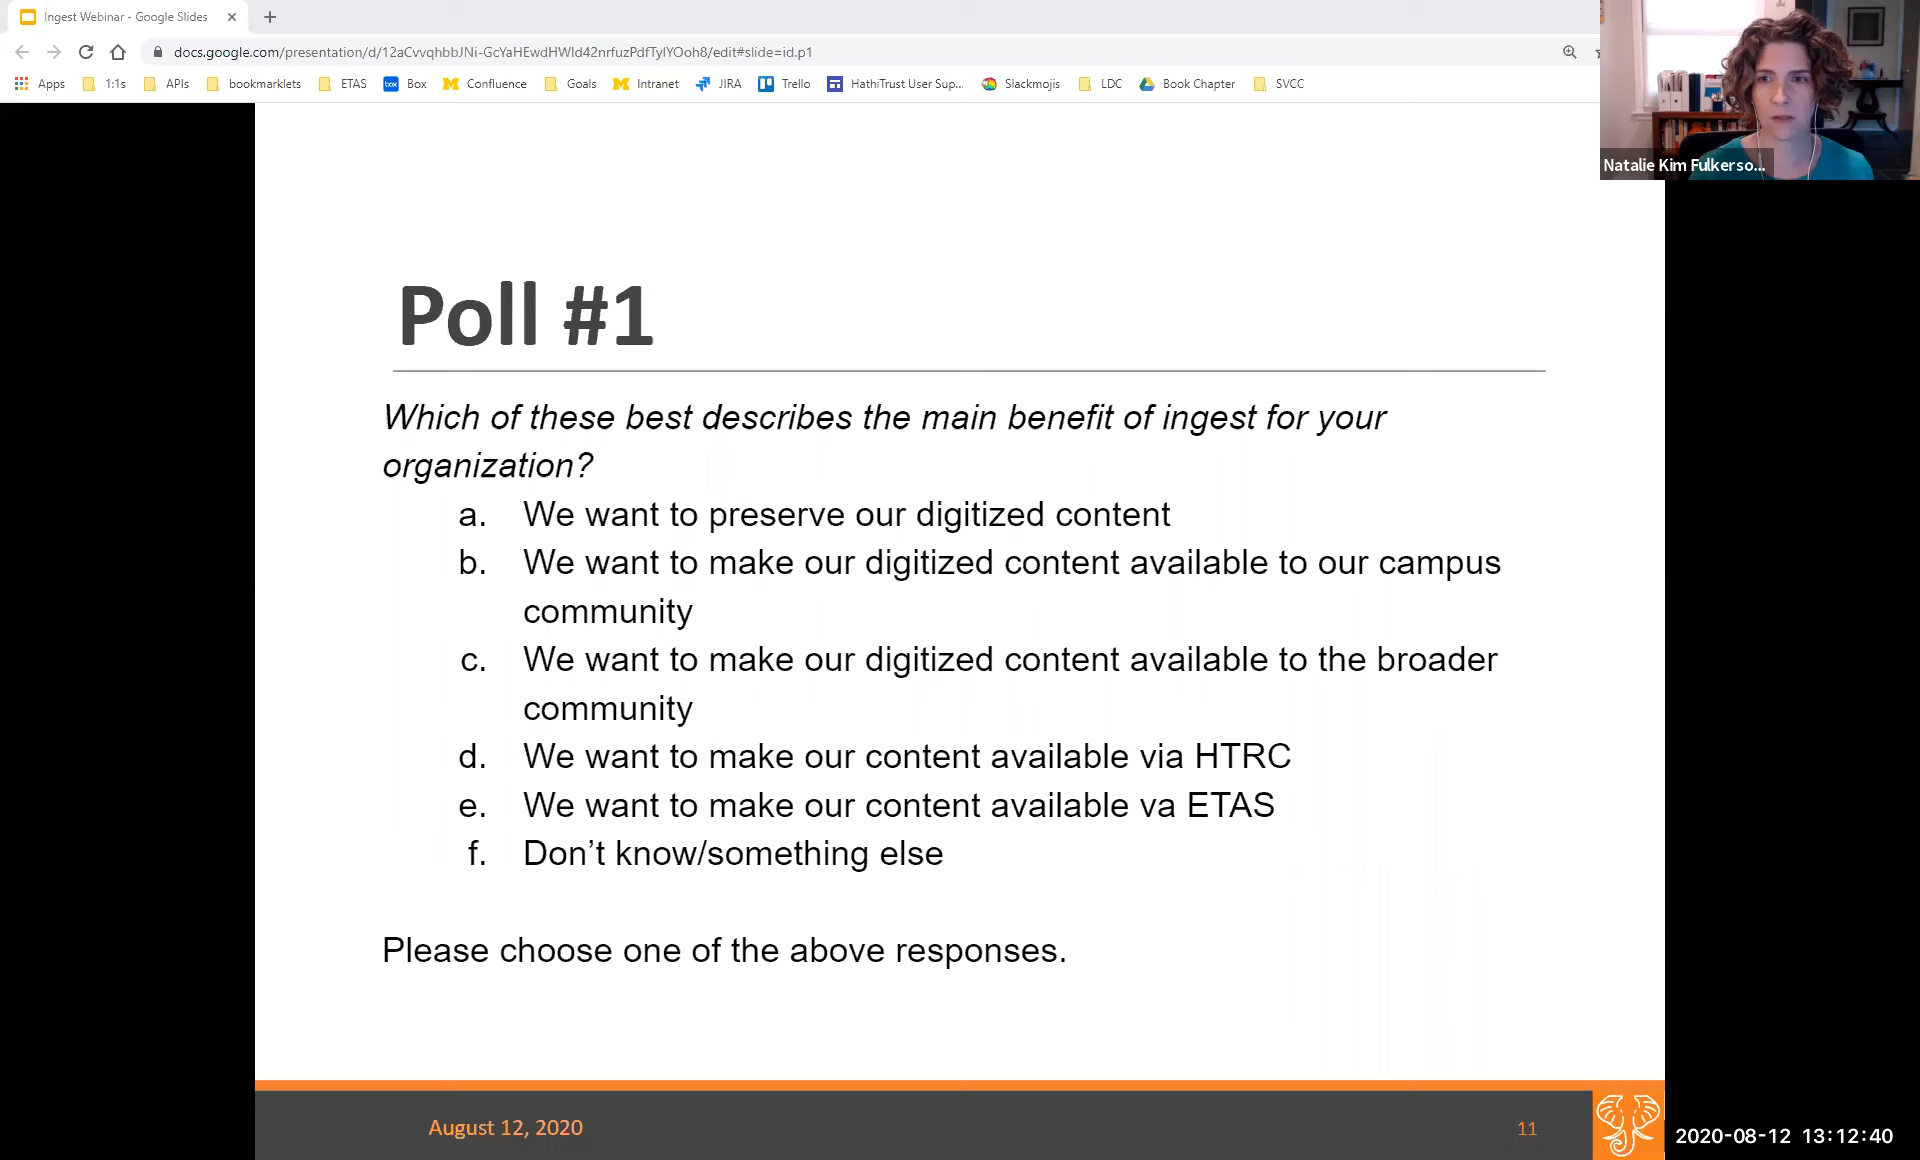 Ingest Webinar - Google Slides
docs.google.com/presentation/d/12aCvvqhbbJNi-GcYaHEwdHWld42nrfuzPdfTylYOoh8/edit#slide=id.p1
Apps 1:1s APIs bookmarklets ETAS Box Confluence Goals Intranet JIRA Trello HathiTrust User Sup... Slackmojis LDC Book Chapter SVCC
Natalie Kim Fulkerso...
Poll #1
Which of these best describes the main benefit of ingest for your
organization?
a. We want to preserve our digitized content
b. We want to make our digitized content available to our campus
community
c. We want to make our digitized content available to the broader
community
d. We want to make our content available via HTRC
e. We want to make our content available va ETAS
f. Don’t know/something else
Please choose one of the above responses.
August 12, 2020
11
2020-08-12 13:12:40